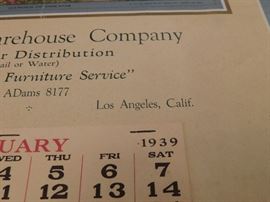 rehouse Company
r Distribution
ail or Water)
Furniture Service"
ADams 8177
Los Angeles, Calif.
UARY 1939
WED THU FRI SAT
4 5 6 7
11 12 13 14